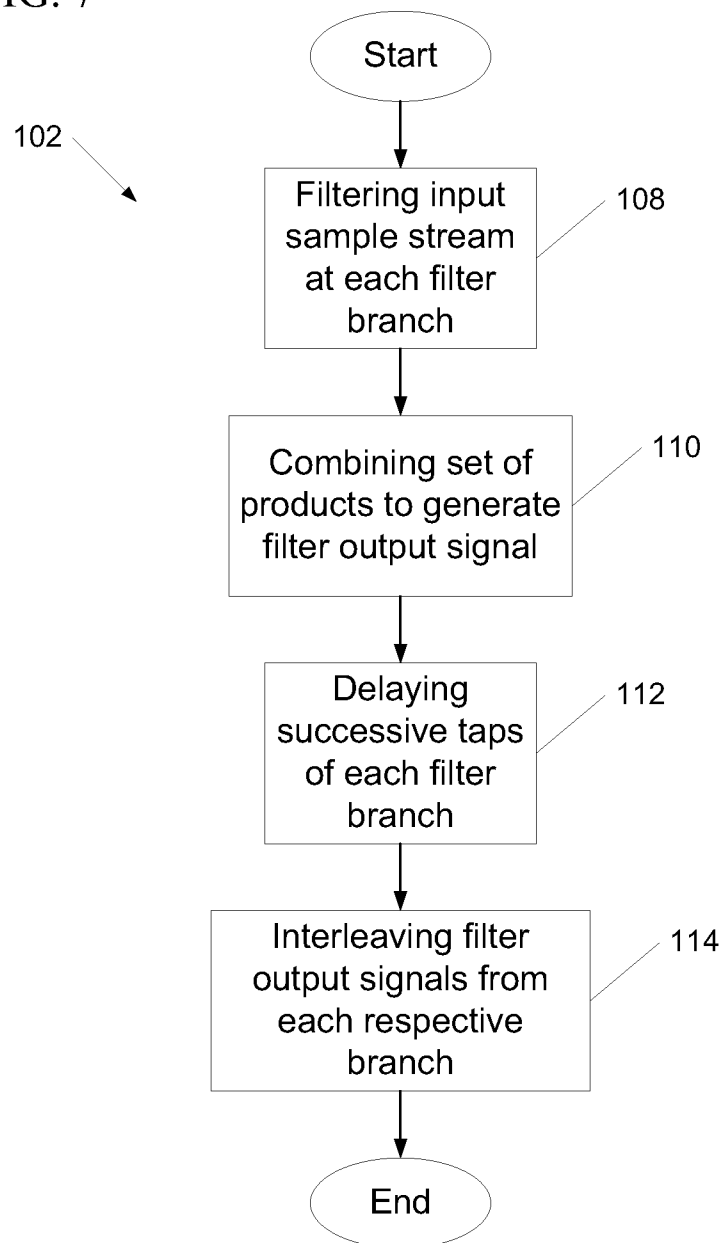 Start
102
Filtering input
sample stream
at each filter
branch
108
Combining set of
products to generate
filter output signal
110
Delaying
successive taps
of each filter
branch
112
Interleaving filter
output signals from
each respective
branch
114
End